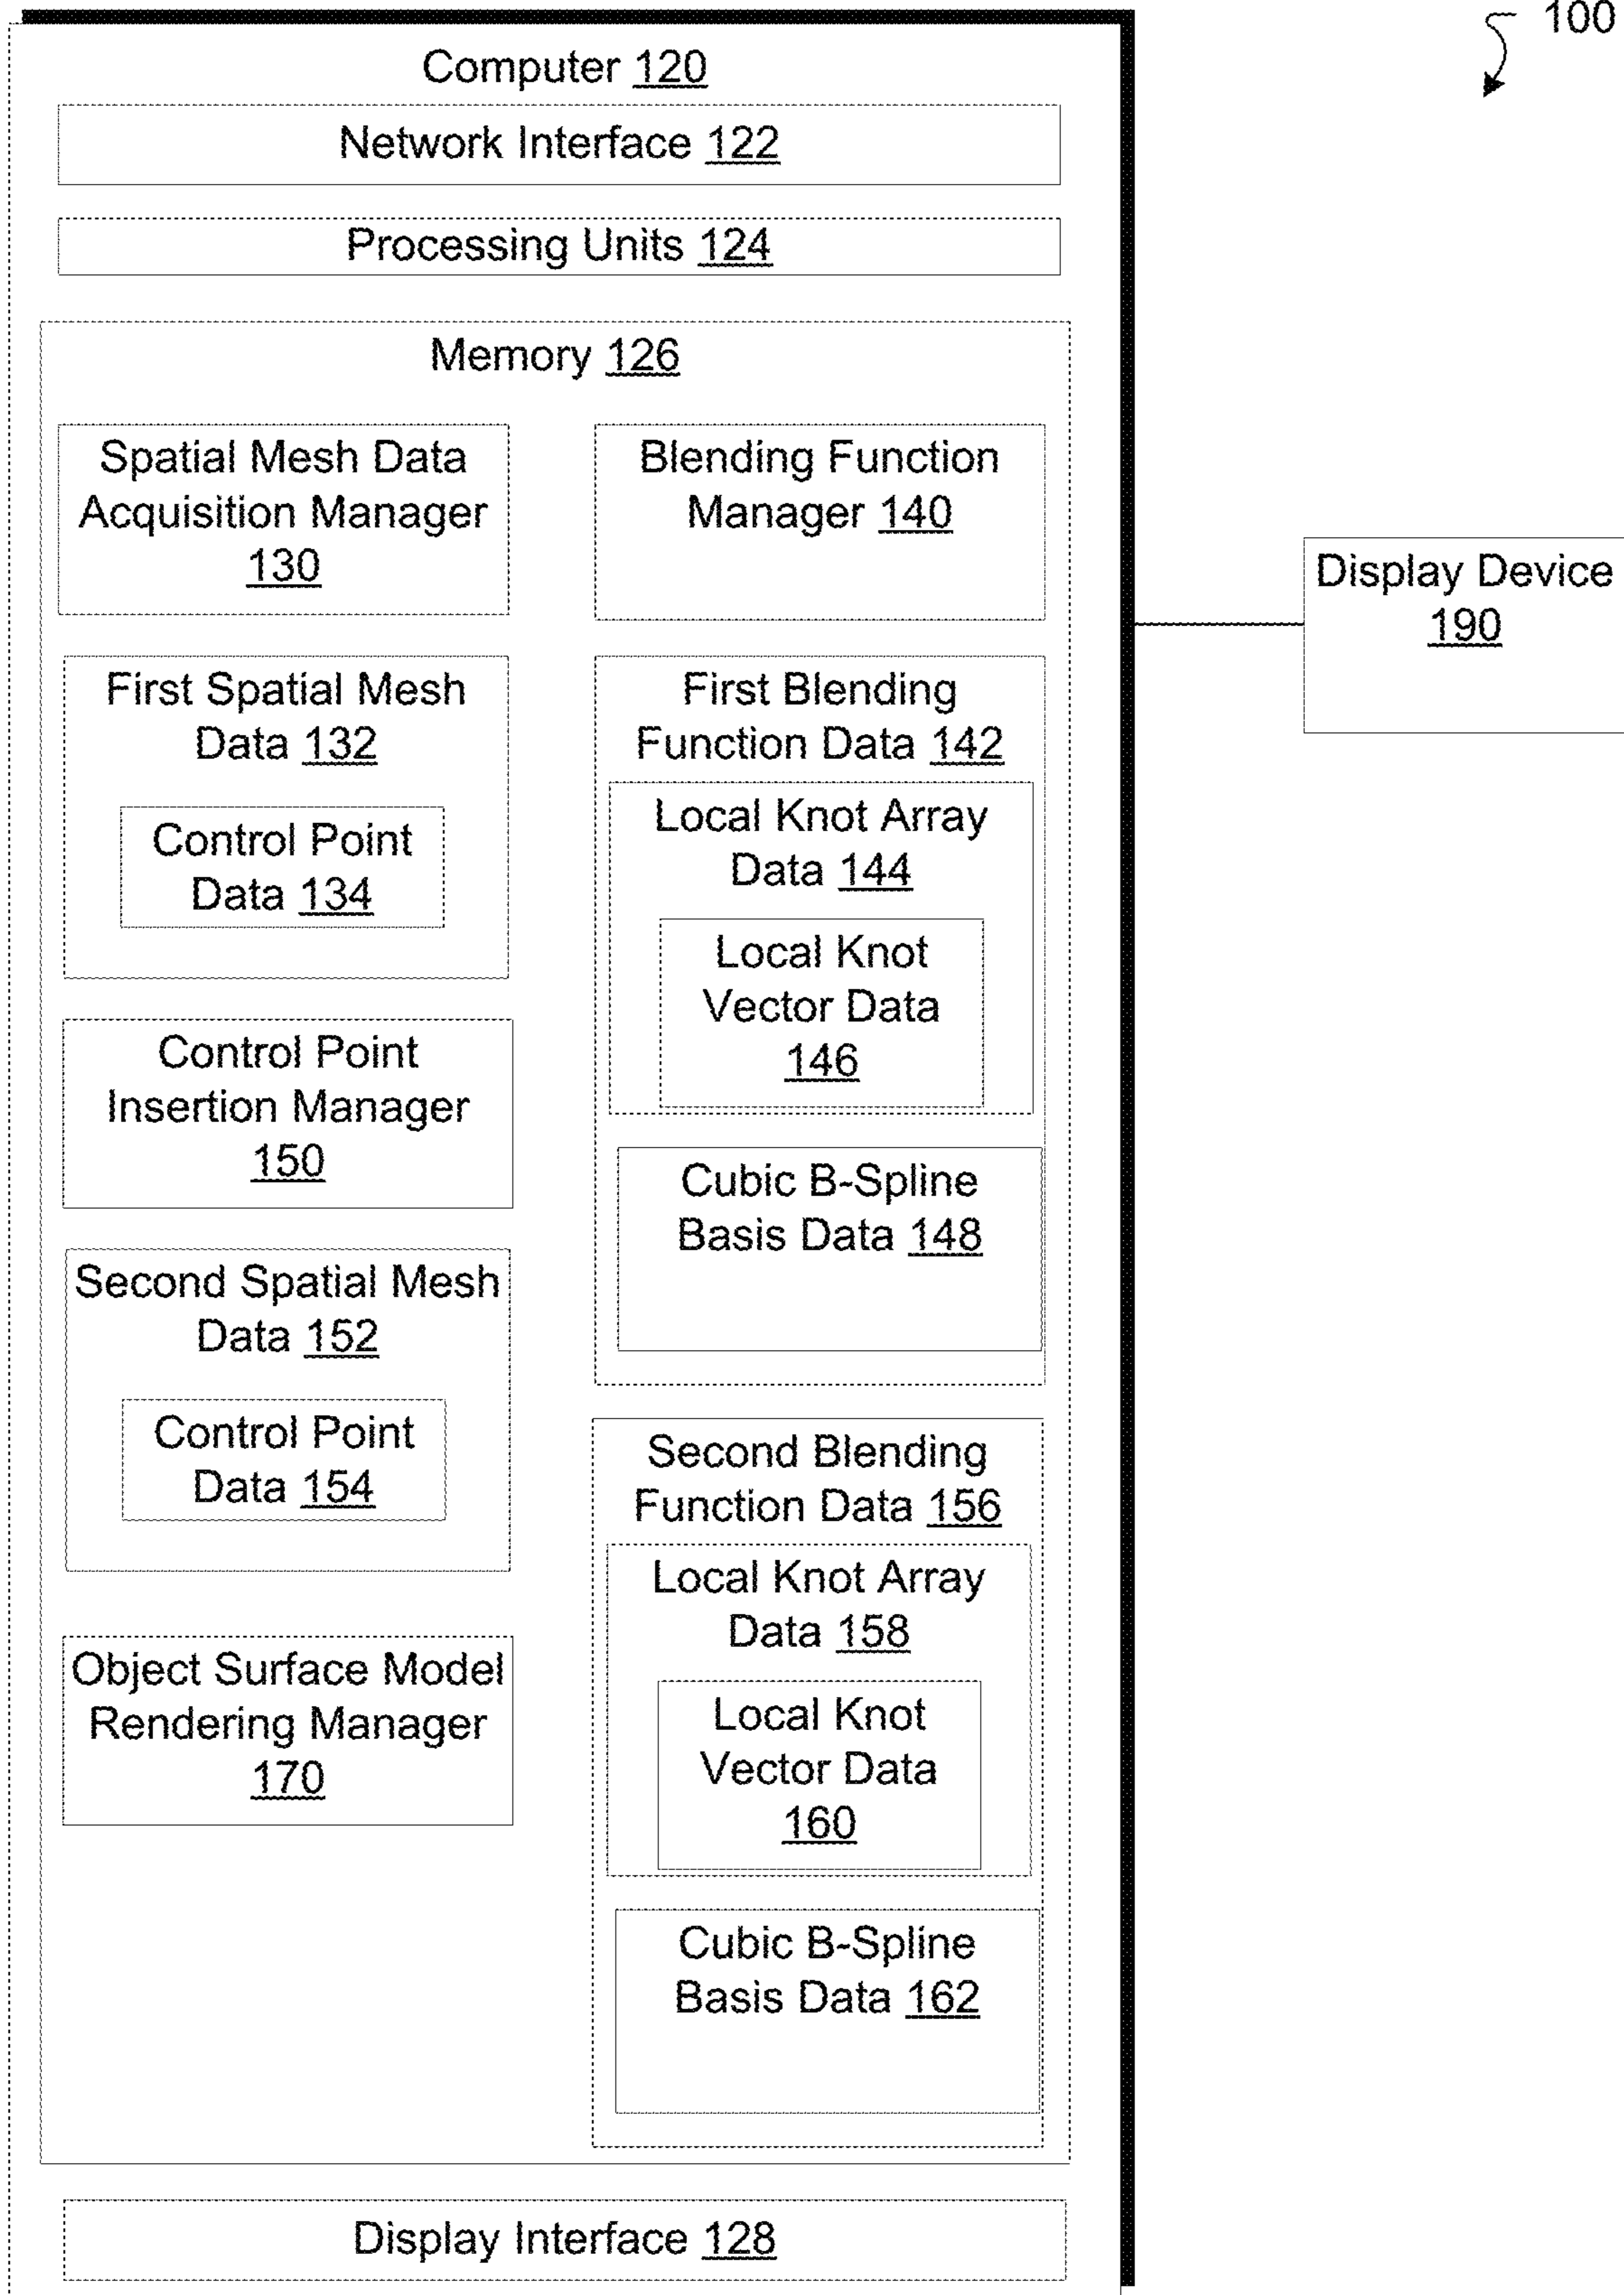 100
Computer 120
Network Interface 122
Processing Units 124
Memory 126
Spatial Mesh Data
Acquisition Manager
130
First Spatial Mesh
Data 132
Control Point
Data 134
Control Point
Insertion Manager
150
Second Spatial Mesh
Data 152
Control Point
Data 154
Object Surface Model
Rendering Manager
170
Blending Function
Manager 140
First Blending
Function Data 142
Local Knot Array
Data 144
Local Knot
Vector Data
146
Cubic B-Spline
Basis Data 148
Second Blending
Function Data 156
Local Knot Array
Data 158
Local Knot
Vector Data
160
Cubic B-Spline
Basis Data 162
Display Interface 128
Display Device
190